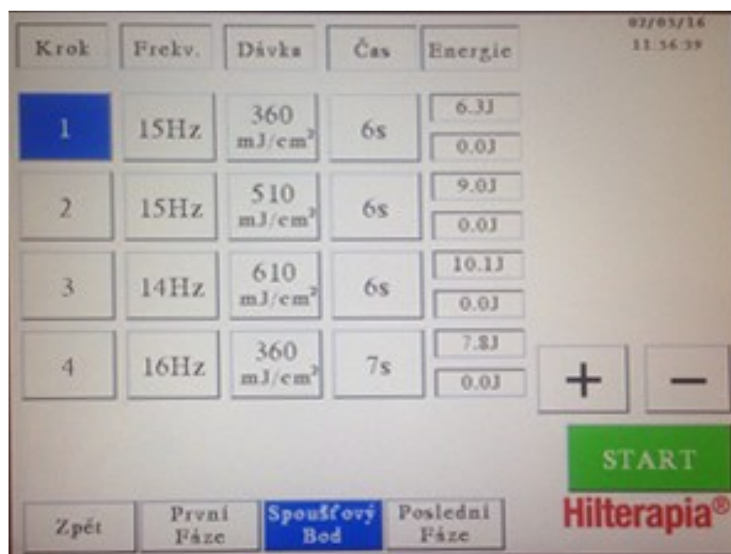 02/05/16
11:56:39
Krok Frekv. Dávka Čas Energie
1 15Hz 360 mJ/cm² 6s 6.3J
0.0J
2 15Hz 510 mJ/cm² 6s 9.0J
0.0J
3 14Hz 610 mJ/cm² 6s 10.1J
0.0J
4 16Hz 360 mJ/cm² 7s 7.8J
0.0J
+ −
START
Hilterapia®
Zpět První Fáze Spoušťový Bod Poslední Fáze